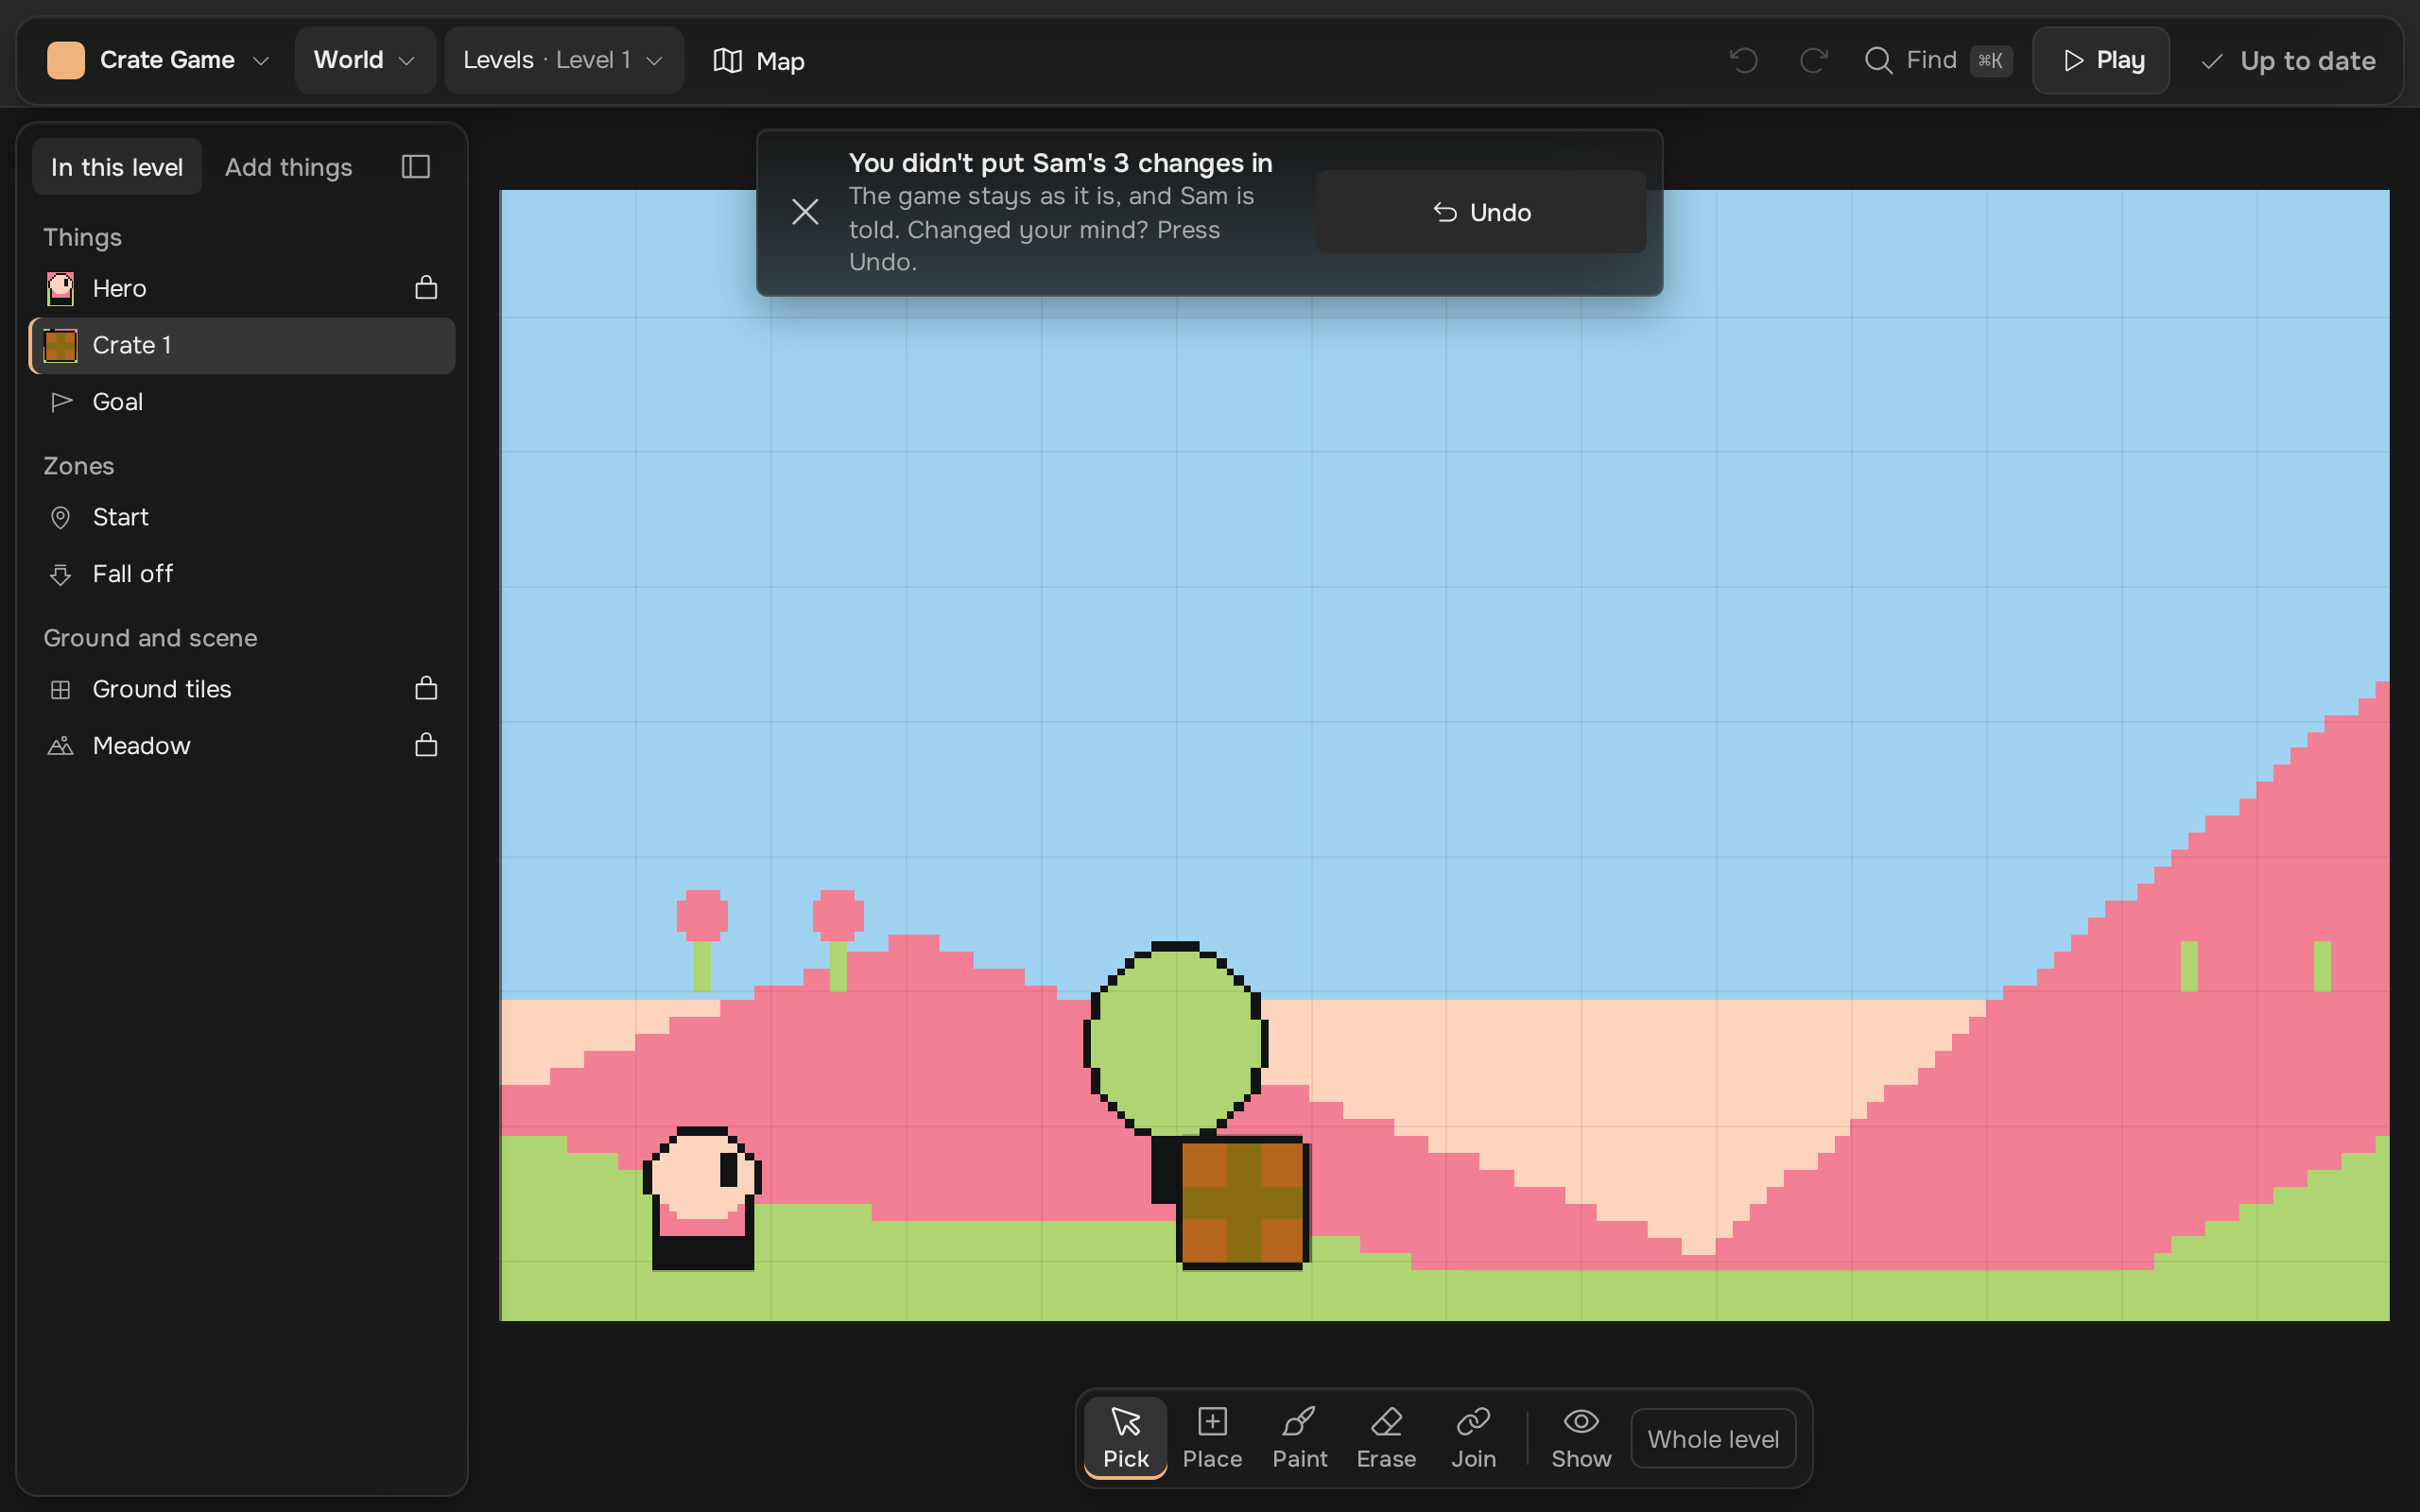 Crate Game
World
Levels · Level 1
Map
Find ⌘K
Play
Up to date
In this level
Add things
Things
Hero
Crate 1
Goal
Zones
Start
Fall off
Ground and scene
Ground tiles
Meadow
You didn't put Sam's 3 changes in
The game stays as it is, and Sam is
told. Changed your mind? Press
Undo.
Undo
Pick
Place
Paint
Erase
Join
Show
Whole level